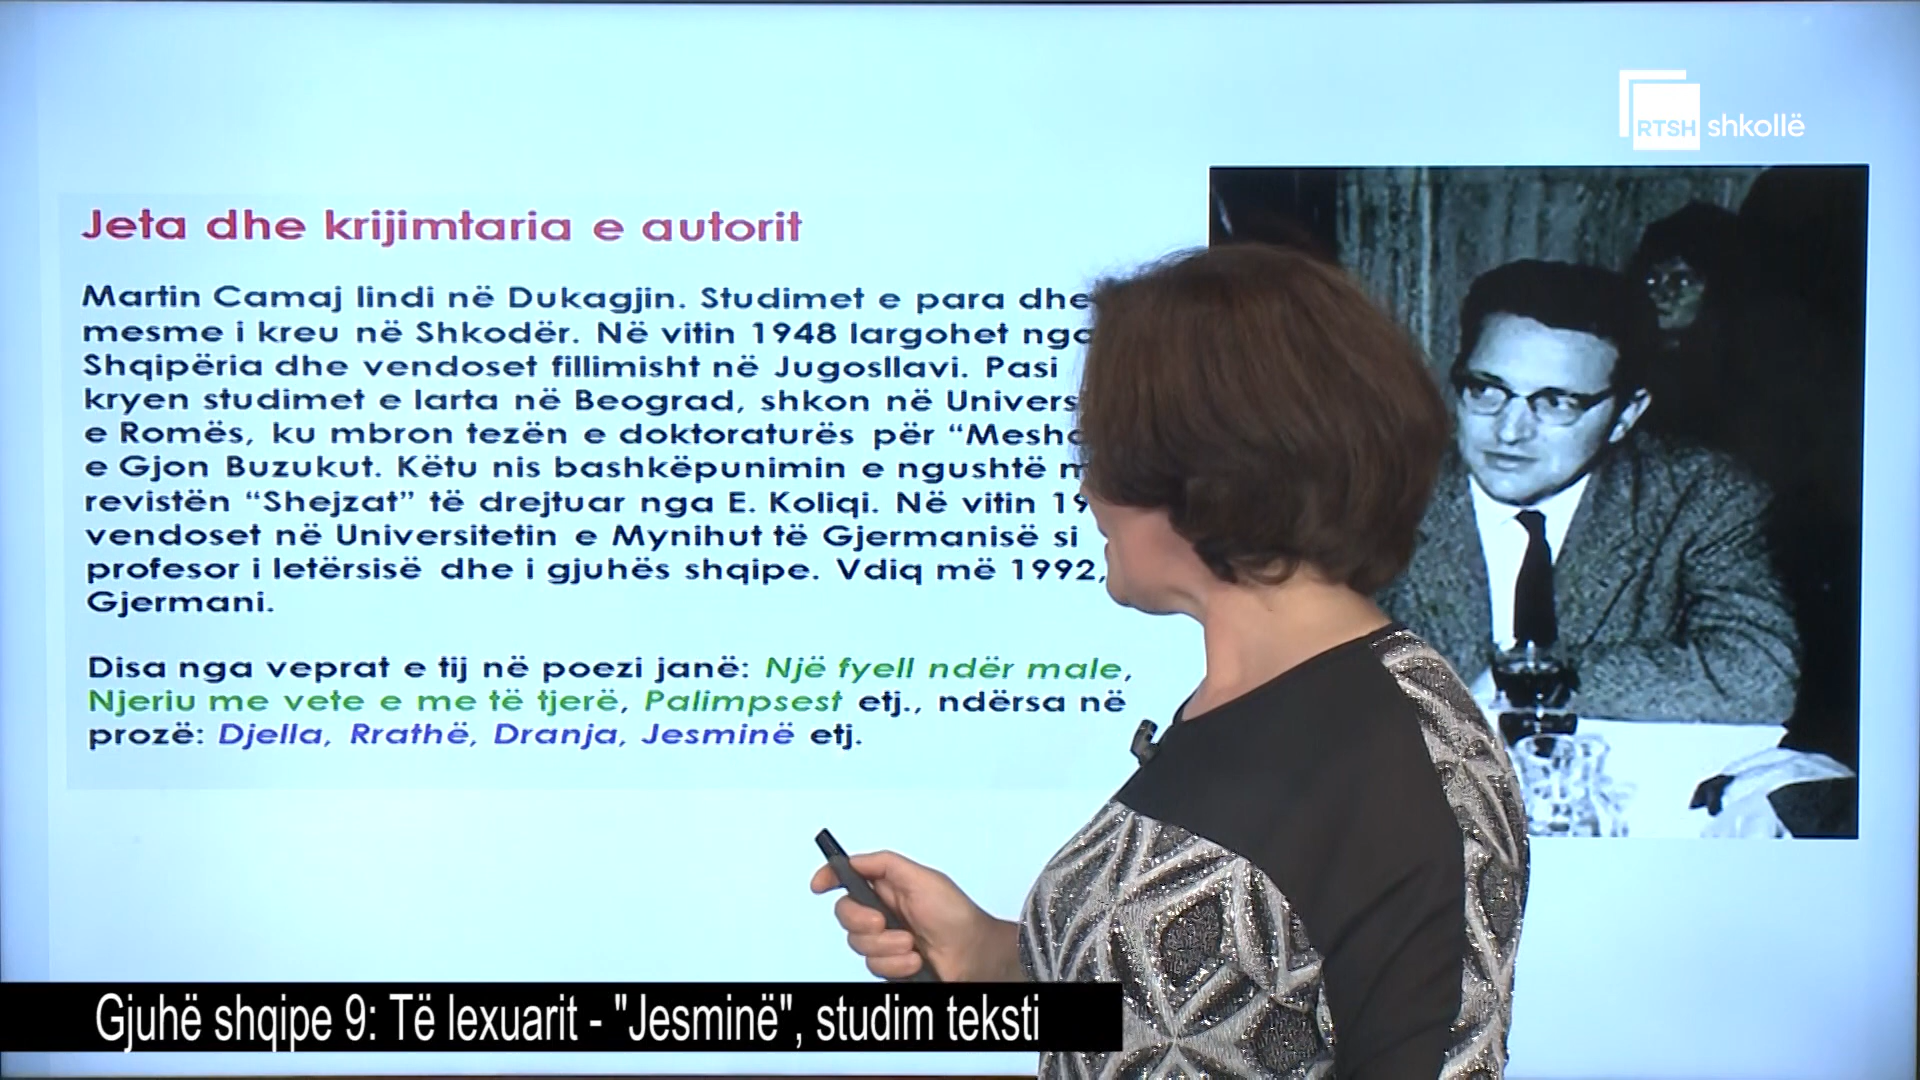 RTSH shkollë
Jeta dhe krijimtaria e autorit
Martin Camaj lindi në Dukagjin. Studimet e para dhe
mesme i kreu në Shkodër. Në vitin 1948 largohet
Shqipëria dhe vendoset fillimisht në Jugosllavi. Pasi
kryen studimet e larta në Beograd, shkon në
e Romës, ku mbron tezën e doktoraturës për
e Gjon Buzukut. Këtu nis bashkëpunimin e ngushtë
revistën “Shejzat” të drejtuar nga E. Koliqi. Në vitin
vendoset në Universitetin e Mynihut të Gjermanisë si
profesor i letërsisë dhe i gjuhës shqipe. Vdiq më 1992,
Gjermani.
Disa nga veprat e tij në poezi janë: Një fyell ndër male,
Njeriu me vete e me të tjerë, Palimpsest etj., ndërsa në
prozë: Djella, Rrathë, Dranja, Jesminë etj.
Gjuhë shqipe 9: Të lexuarit - "Jesminë", studim teksti